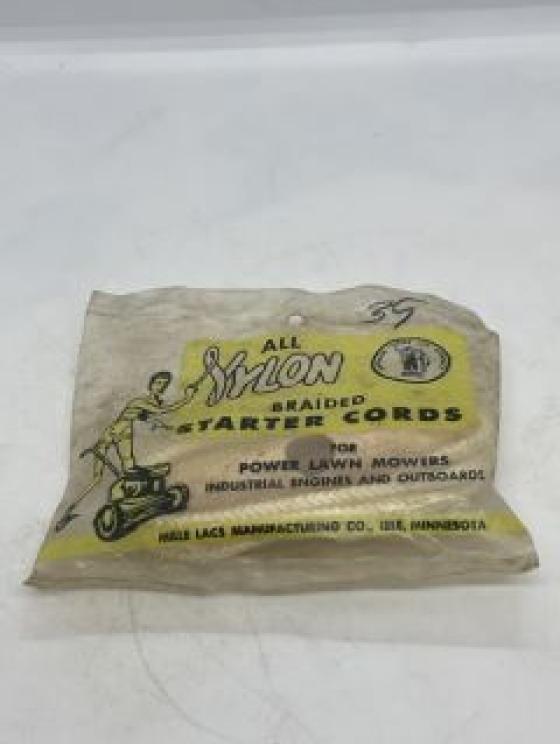 35
ALL
NYLON
BRAIDED
STARTER CORDS
FOR
POWER LAWN MOWERS
INDUSTRIAL ENGINES AND OUTBOARDS
MILLE LACS MANUFACTURING CO., ISLE, MINNESOTA